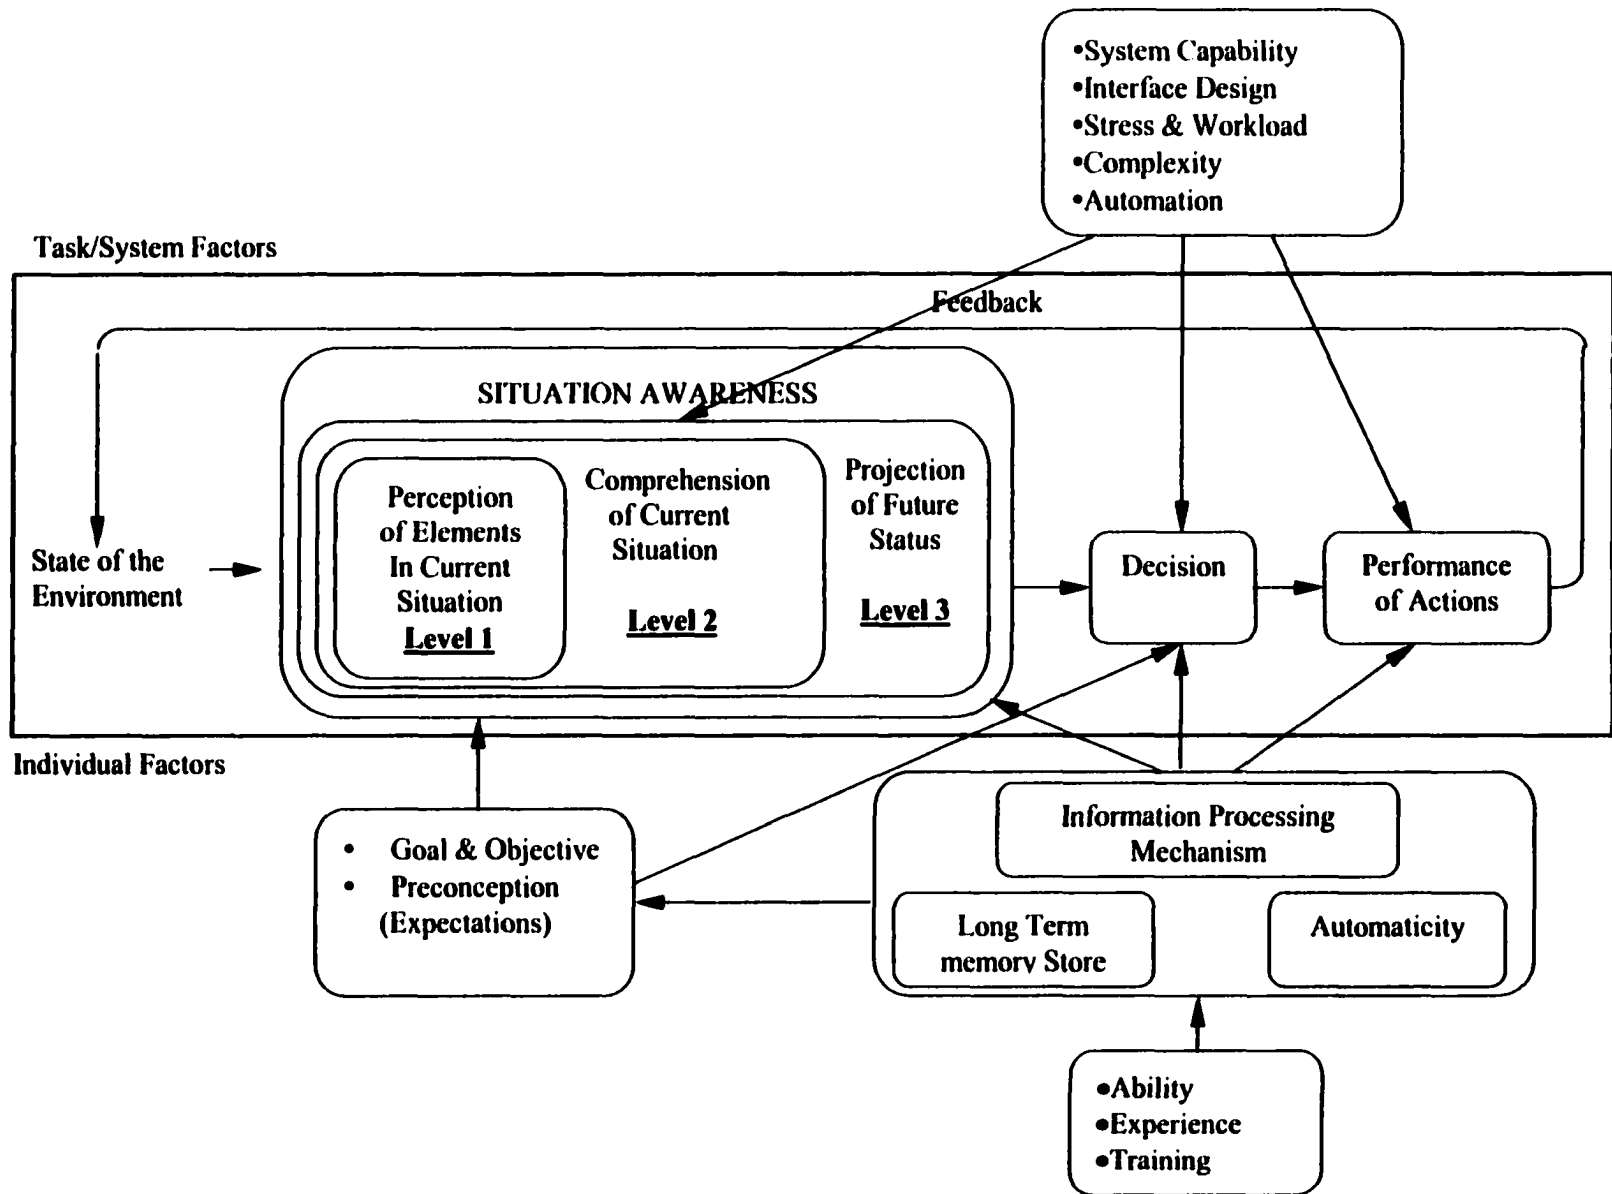 •System Capability
•Interface Design
•Stress & Workload
•Complexity
•Automation
Task/System Factors
Feedback
SITUATION AWARENESS
Perception
of Elements
In Current
Situation
Level 1
Comprehension
of Current
Situation
Level 2
Projection
of Future
Status
Level 3
State of the
Environment
Decision
Performance
of Actions
Individual Factors
• Goal & Objective
• Preconception
(Expectations)
Information Processing
Mechanism
Long Term
memory Store
Automaticity
•Ability
•Experience
•Training